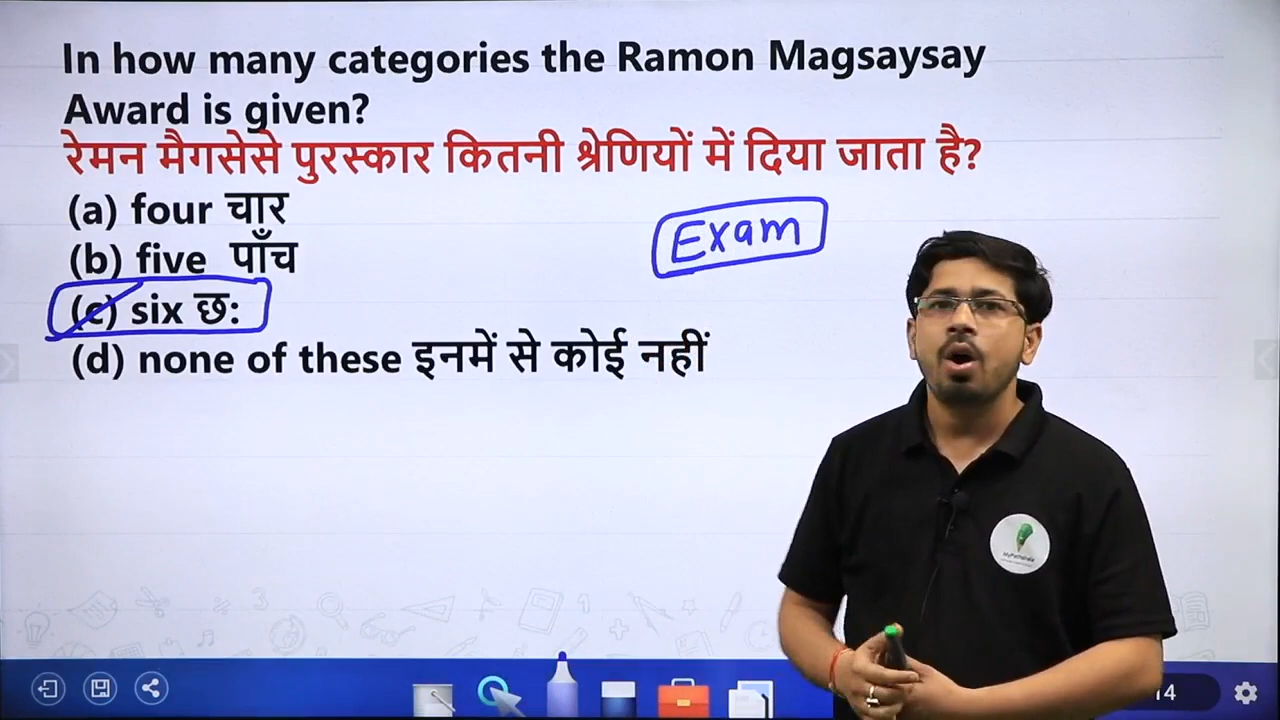 In how many categories the Ramon Magsaysay
Award is given?
रेमन मैगसेसे पुरस्कार कितनी श्रेणियों में दिया जाता है?
(a) four चार
(b) five पाँच
(c) six छ:
(d) none of these इनमें से कोई नहीं
Exam
MyPathshala
14